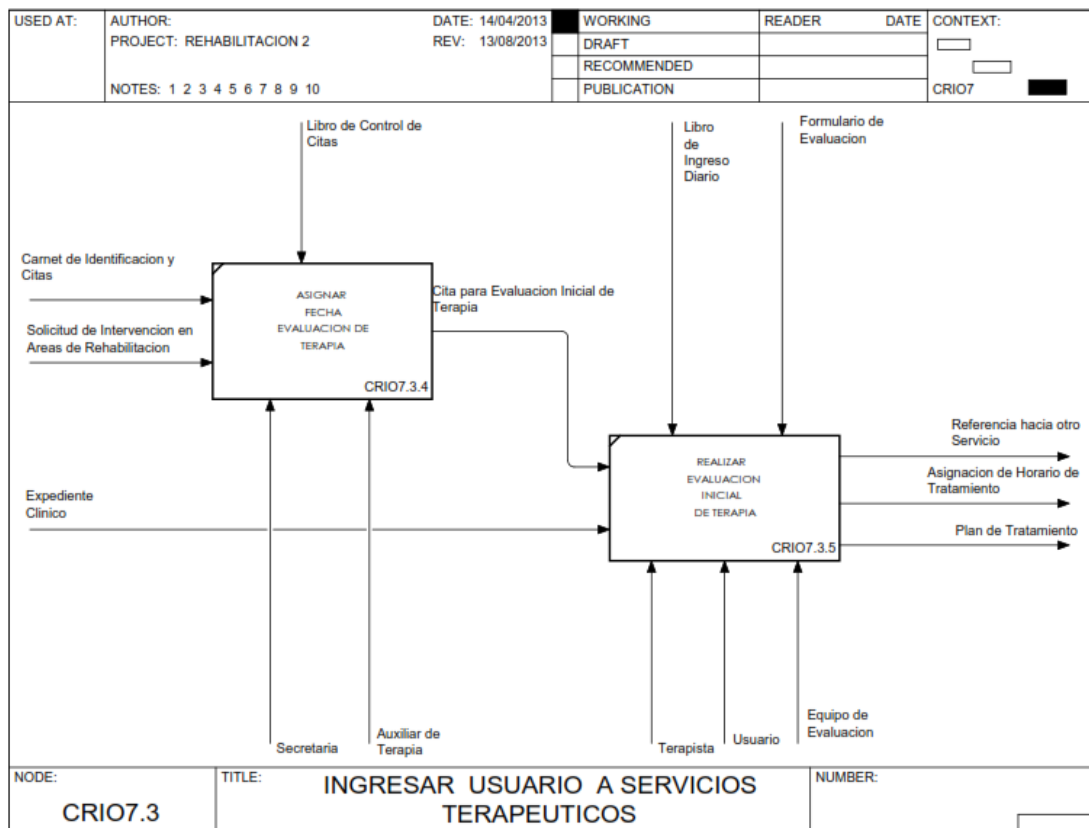 USED AT:
AUTHOR:
DATE: 14/04/2013
WORKING
READER
DATE
CONTEXT:
PROJECT: REHABILITACION 2
REV: 13/08/2013
DRAFT
RECOMMENDED
NOTES: 1 2 3 4 5 6 7 8 9 10
PUBLICATION
CRIO7
Libro de Control de
Citas
Libro
de
Ingreso
Diario
Formulario de
Evaluacion
Carnet de Identificacion y
Citas
Solicitud de Intervencion en
Areas de Rehabilitacion
ASIGNAR
FECHA
EVALUACION DE
TERAPIA
CRIO7.3.4
Cita para Evaluacion Inicial de
Terapia
Expediente
Clinico
REALIZAR
EVALUACION
INICIAL
DE TERAPIA
CRIO7.3.5
Referencia hacia otro
Servicio
Asignacion de Horario de
Tratamiento
Plan de Tratamiento
Secretaria
Auxiliar de
Terapia
Terapista
Usuario
Equipo de
Evaluacion
NODE:
CRIO7.3
TITLE:
INGRESAR USUARIO A SERVICIOS
TERAPEUTICOS
NUMBER: